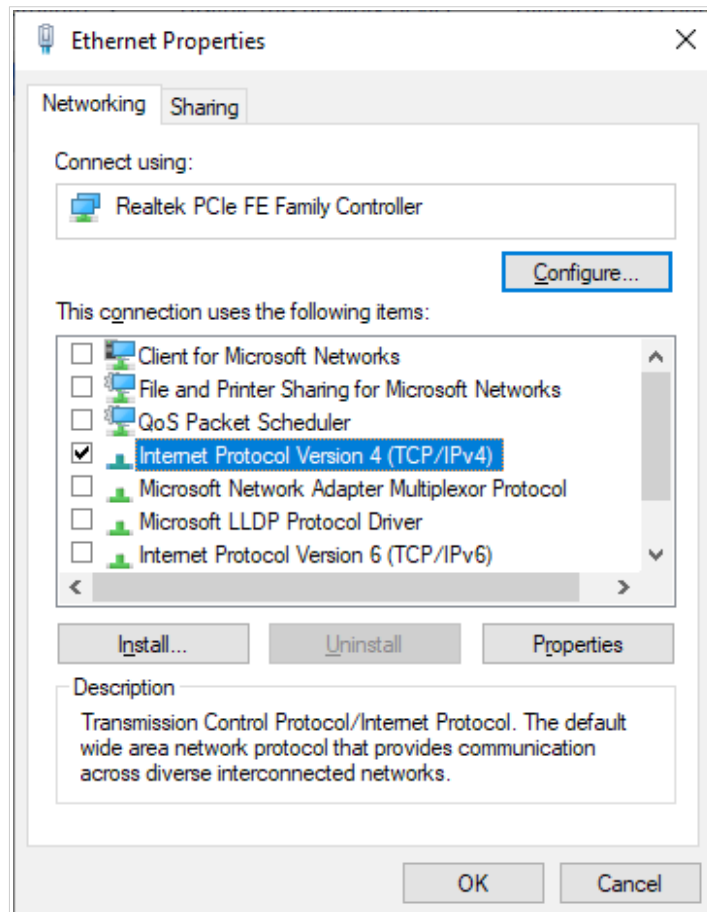 Ethernet Properties
Networking
Sharing
Connect using:
Realtek PCIe FE Family Controller
Configure...
This connection uses the following items:
Client for Microsoft Networks
File and Printer Sharing for Microsoft Networks
QoS Packet Scheduler
Internet Protocol Version 4 (TCP/IPv4)
Microsoft Network Adapter Multiplexor Protocol
Microsoft LLDP Protocol Driver
Internet Protocol Version 6 (TCP/IPv6)
Install...
Uninstall
Properties
Description
Transmission Control Protocol/Internet Protocol. The default
wide area network protocol that provides communication
across diverse interconnected networks.
OK
Cancel